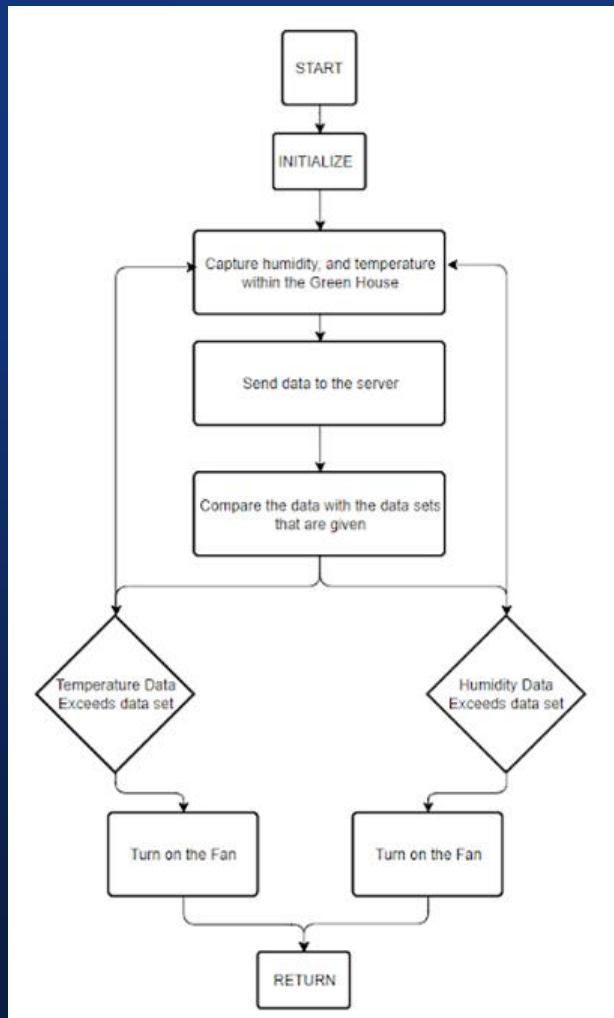 START
INITIALIZE
Capture humidity, and temperature
within the Green House
Send data to the server
Compare the data with the data sets
that are given
Temperature Data
Exceeds data set
Humidity Data
Exceeds data set
Turn on the Fan
Turn on the Fan
RETURN